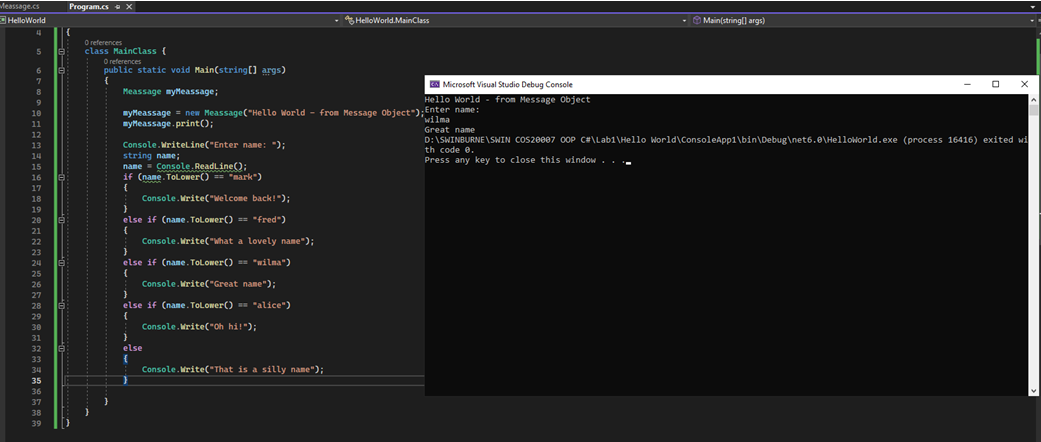 Meassage.cs Program.cs
HelloWorld HelloWorld.MainClass Main(string[] args)
4 {
0 references
5 class MainClass {
0 references
6 public static void Main(string[] args)
7 {
8 Meassage myMeassage;
9
10 myMeassage = new Meassage("Hello World - from Message Object");
11 myMeassage.print();
12
13 Console.WriteLine("Enter name: ");
14 string name;
15 name = Console.ReadLine();
16 if (name.ToLower() == "mark")
17 {
18 Console.Write("Welcome back!");
19 }
20 else if (name.ToLower() == "fred")
21 {
22 Console.Write("What a lovely name");
23 }
24 else if (name.ToLower() == "wilma")
25 {
26 Console.Write("Great name");
27 }
28 else if (name.ToLower() == "alice")
29 {
30 Console.Write("Oh hi!");
31 }
32 else
33 {
34 Console.Write("That is a silly name");
35 }
36
37 }
38 }
39 }
Microsoft Visual Studio Debug Console
Hello World - from Message Object
Enter name:
wilma
Great name
D:\SWINBURNE\SWIN COS20007 OOP C#\Lab1\Hello World\ConsoleApp1\bin\Debug\net6.0\HelloWorld.exe (process 16416) exited wi
th code 0.
Press any key to close this window . . .